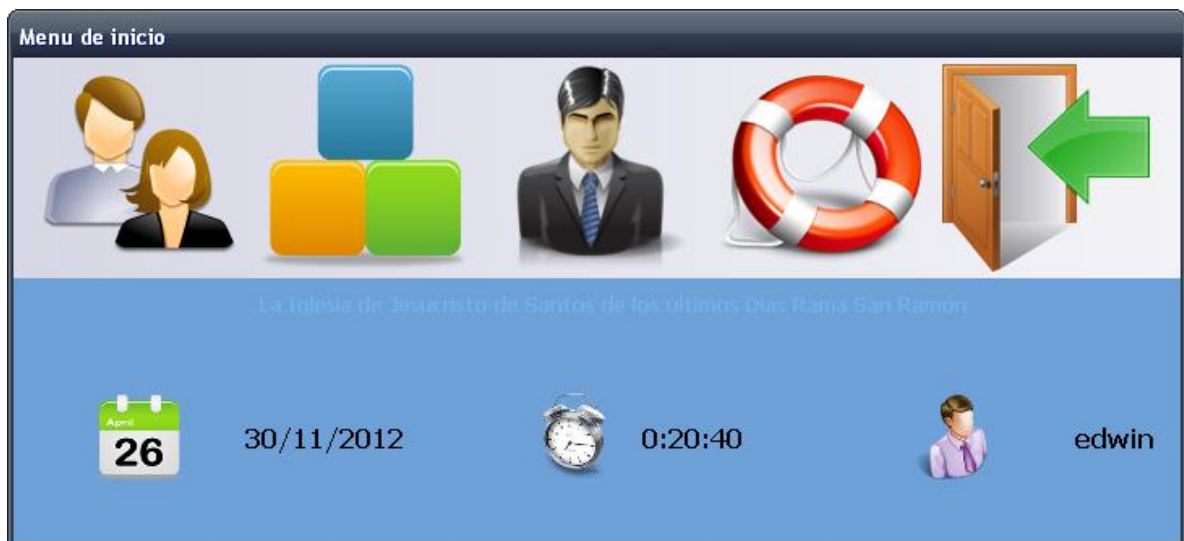 Menu de inicio
La Iglesia de Jesucristo de Santos de los ultimos Dias Rama San Ramón
April
26
30/11/2012
0:20:40
edwin